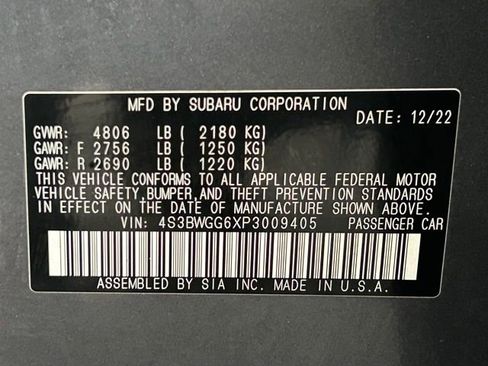 MFD BY SUBARU CORPORATION
DATE: 12/22
GVWR: 4806 LB ( 2180 KG)
GAWR: F 2756 LB ( 1250 KG)
GAWR: R 2690 LB ( 1220 KG)
THIS VEHICLE CONFORMS TO ALL APPLICABLE FEDERAL MOTOR
VEHICLE SAFETY,BUMPER,AND THEFT PREVENTION STANDARDS
IN EFFECT ON THE DATE OF MANUFACTURE SHOWN ABOVE.
VIN: 4S3BWGG6XP3009405 PASSENGER CAR
ASSEMBLED BY SIA INC. MADE IN U.S.A.